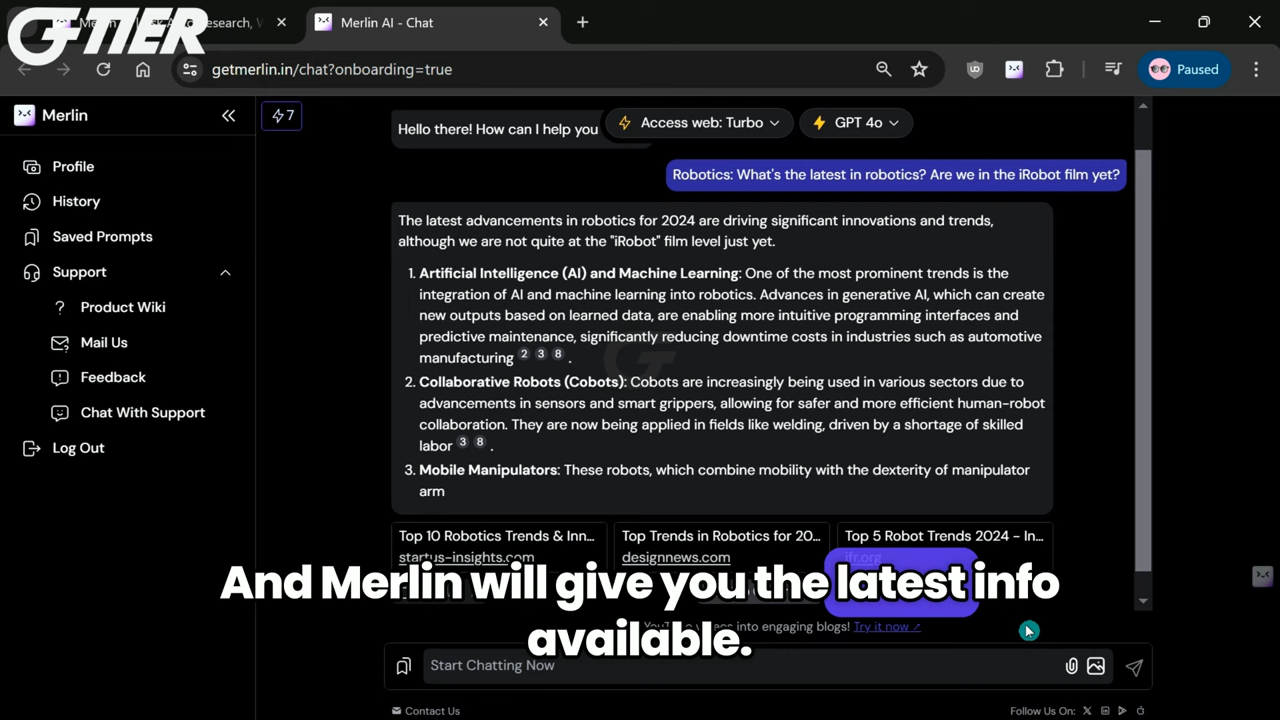 GTIER
Merlin AI - Chat
getmerlin.in/chat?onboarding=true
Paused
Merlin
7
Profile
History
Saved Prompts
Support
Product Wiki
Mail Us
Feedback
Chat With Support
Log Out
Hello there! How can I help you
Access web: Turbo
GPT 4o
Robotics: What's the latest in robotics? Are we in the iRobot film yet?
The latest advancements in robotics for 2024 are driving significant innovations and trends,
although we are not quite at the "iRobot" film level just yet.
1. Artificial Intelligence (AI) and Machine Learning: One of the most prominent trends is the
integration of AI and machine learning into robotics. Advances in generative AI, which can create
new outputs based on learned data, are enabling more intuitive programming interfaces and
predictive maintenance, significantly reducing downtime costs in industries such as automotive
manufacturing 2 3 8 .
2. Collaborative Robots (Cobots): Cobots are increasingly being used in various sectors due to
advancements in sensors and smart grippers, allowing for safer and more efficient human-robot
collaboration. They are now being applied in fields like welding, driven by a shortage of skilled
labor 3 8 .
3. Mobile Manipulators: These robots, which combine mobility with the dexterity of manipulator
arm
Top 10 Robotics Trends & Inn...
startus-insights.com
Top Trends in Robotics for 20...
designnews.com
Top 5 Robot Trends 2024 - In...
ifr.org
And Merlin will give you the latest info
available.
into engaging blogs! Try it now ↗
Start Chatting Now
Contact Us
Follow Us On: